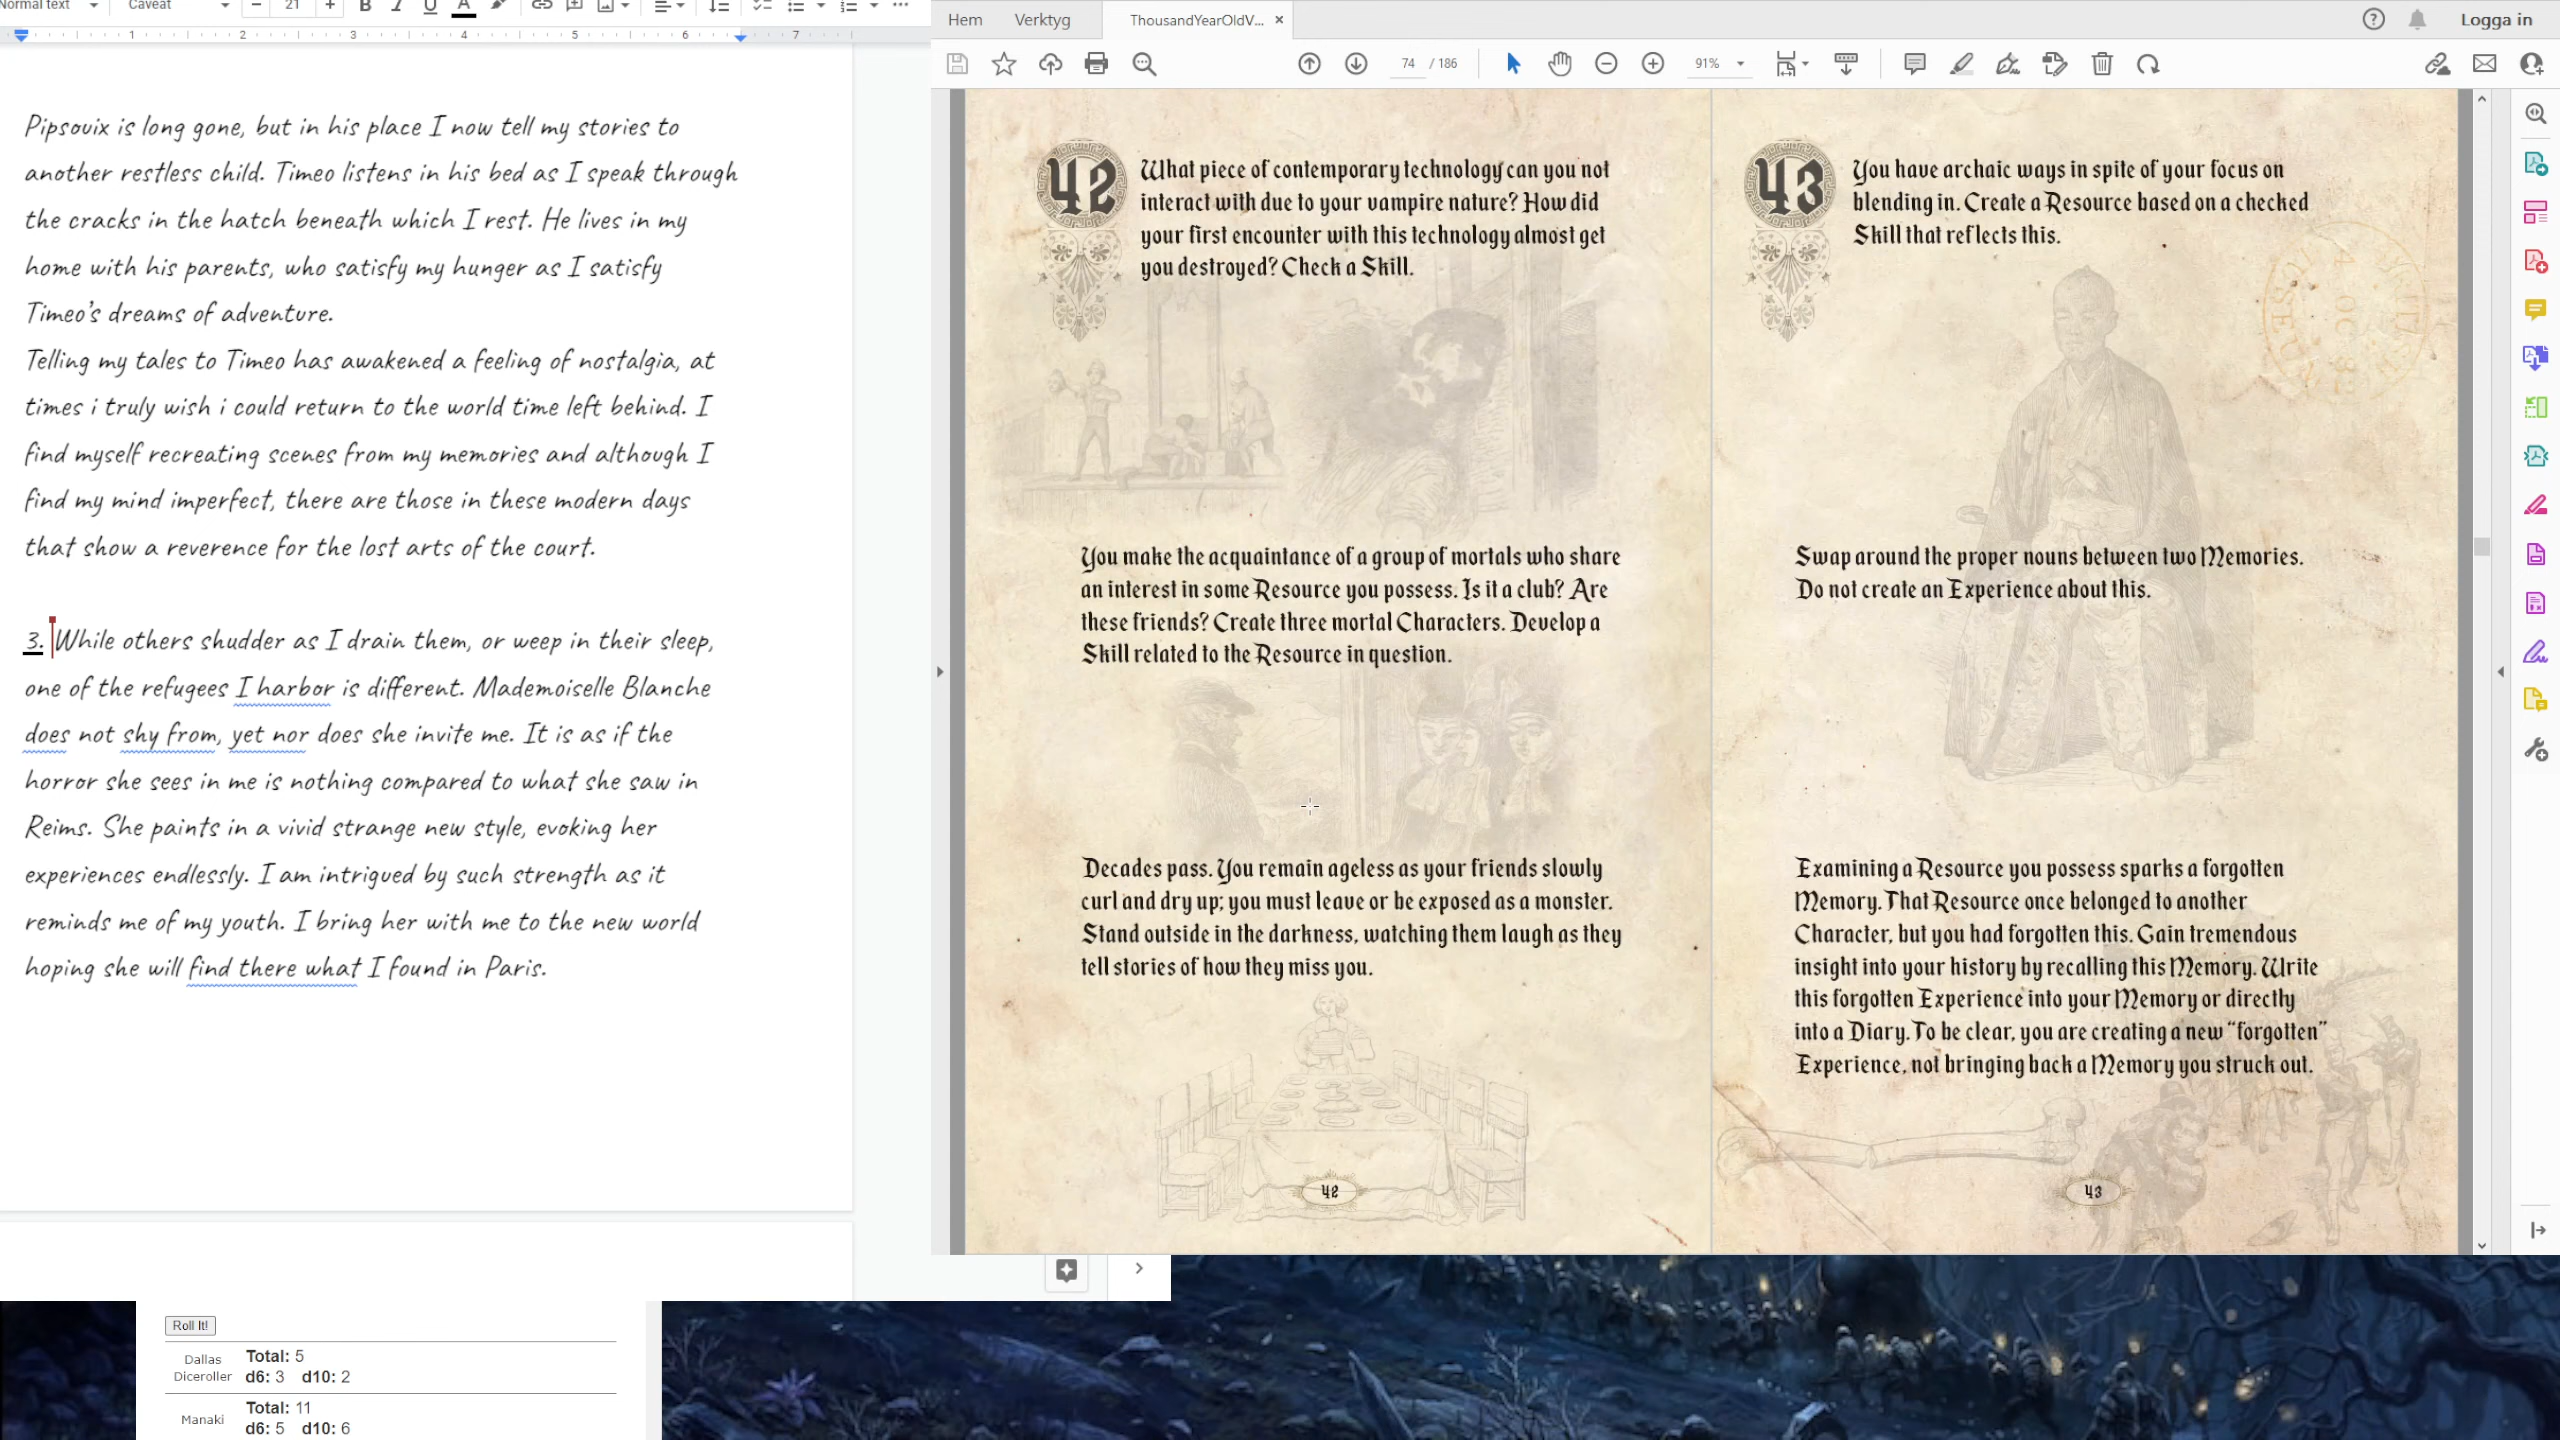 Normal text
Caveat
21
B I U A
1 2 3 4 5 6 7
Pipsouix is long gone, but in his place I now tell my stories to
another restless child. Timeo listens in his bed as I speak through
the cracks in the hatch beneath which I rest. He lives in my
home with his parents, who satisfy my hunger as I satisfy
Timeo's dreams of adventure.
Telling my tales to Timeo has awakened a feeling of nostalgia, at
times i truly wish i could return to the world time left behind. I
find myself recreating scenes from my memories and although I
find my mind imperfect, there are those in these modern days
that show a reverence for the lost arts of the court.
3. While others shudder as I drain them, or weep in their sleep,
one of the refugees I harbor is different. Mademoiselle Blanche
does not shy from, yet nor does she invite me. It is as if the
horror she sees in me is nothing compared to what she saw in
Reims. She paints in a vivid strange new style, evoking her
experiences endlessly. I am intrigued by such strength as it
reminds me of my youth. I bring her with me to the new world
hoping she will find there what I found in Paris.
Hem Verktyg ThousandYearOldV... Logga in
74 / 186 91%
42
What piece of contemporary technology can you not
interact with due to your vampire nature? How did
your first encounter with this technology almost get
you destroyed? Check a Skill.
You make the acquaintance of a group of mortals who share
an interest in some Resource you possess. Is it a club? Are
these friends? Create three mortal Characters. Develop a
Skill related to the Resource in question.
Decades pass. You remain ageless as your friends slowly
curl and dry up; you must leave or be exposed as a monster.
Stand outside in the darkness, watching them laugh as they
tell stories of how they miss you.
42
43
You have archaic ways in spite of your focus on
blending in. Create a Resource based on a checked
Skill that reflects this.
Swap around the proper nouns between two Memories.
Do not create an Experience about this.
Examining a Resource you possess sparks a forgotten
Memory. That Resource once belonged to another
Character, but you had forgotten this. Gain tremendous
insight into your history by recalling this Memory. Write
this forgotten Experience into your Memory or directly
into a Diary. To be clear, you are creating a new "forgotten"
Experience, not bringing back a Memory you struck out.
43
Roll It!
Dallas
Diceroller
Total: 5
d6: 3 d10: 2
Manaki
Total: 11
d6: 5 d10: 6